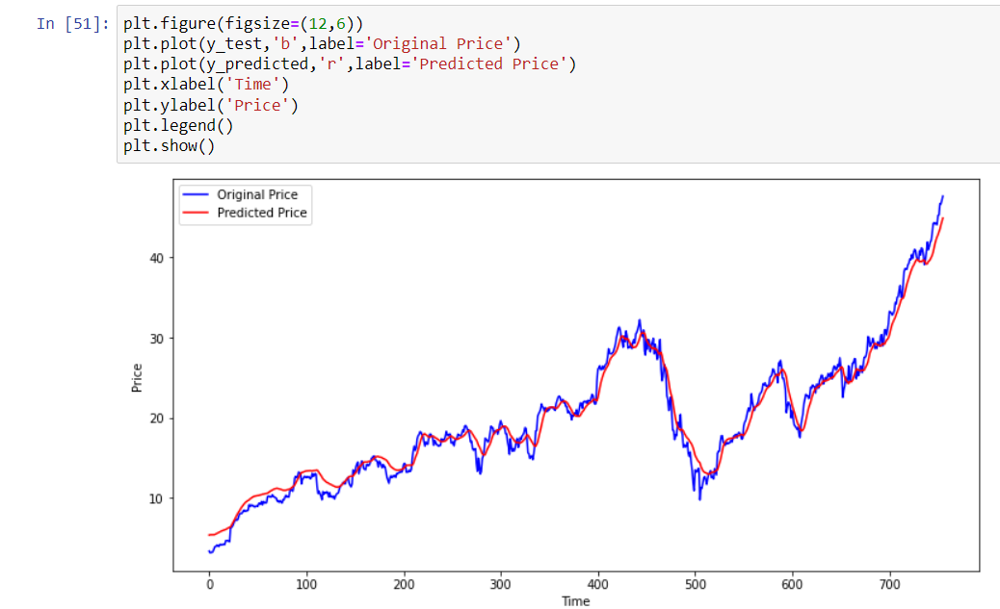 In [51]: plt.figure(figsize=(12,6))
plt.plot(y_test,'b',label='Original Price')
plt.plot(y_predicted,'r',label='Predicted Price')
plt.xlabel('Time')
plt.ylabel('Price')
plt.legend()
plt.show()
Original Price
Predicted Price
40
30
20
10
Price
0 100 200 300 400 500 600 700
Time